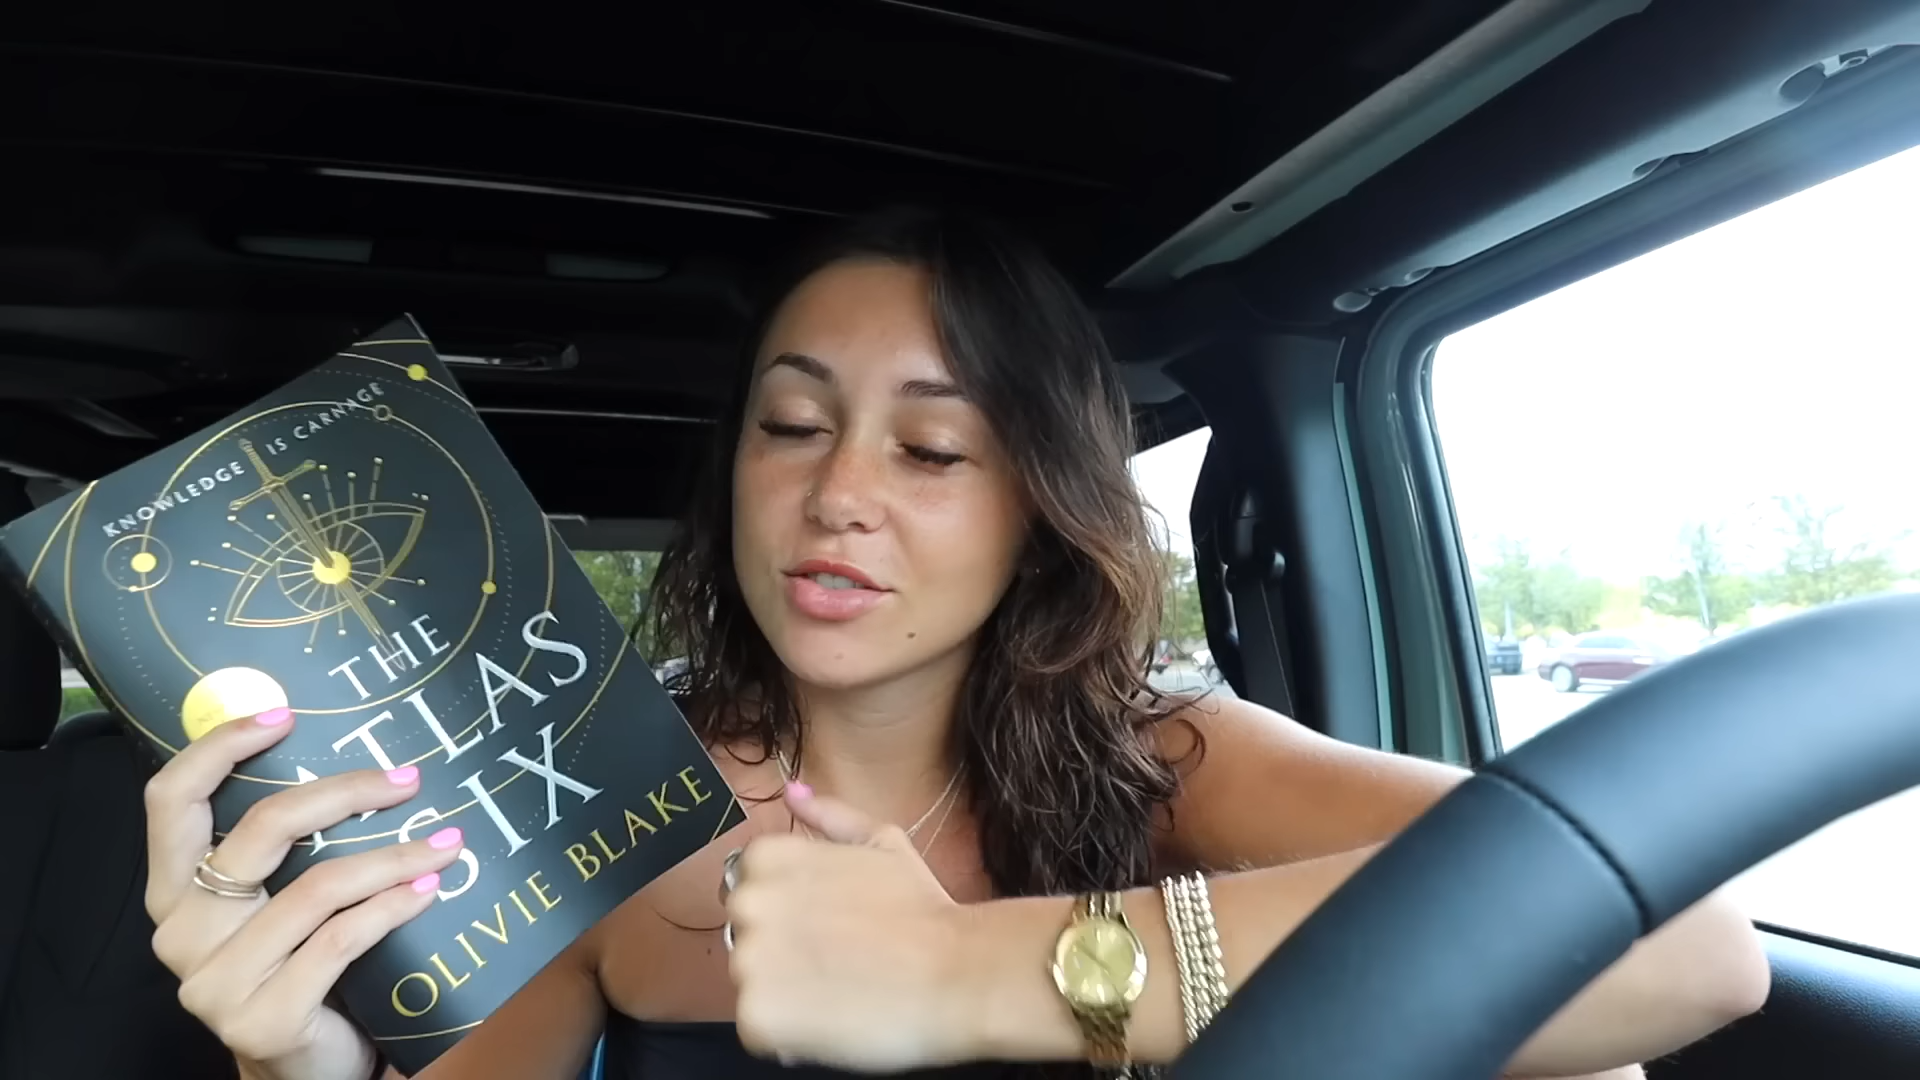 KNOWLEDGE IS CARNAGE
THE
ATLAS
SIX
OLIVIE BLAKE